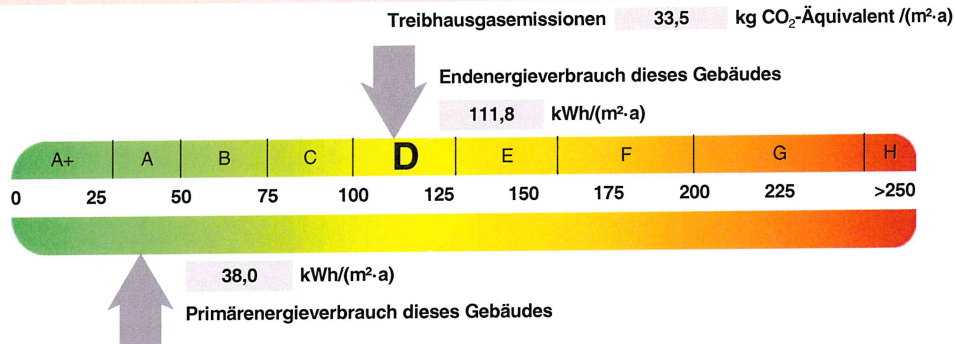 Treibhausgasemissionen 33,5 kg CO₂-Äquivalent /(m²·a)
Endenergieverbrauch dieses Gebäudes
111,8 kWh/(m²·a)
A+ A B C D E F G H
0 25 50 75 100 125 150 175 200 225 >250
38,0 kWh/(m²·a)
Primärenergieverbrauch dieses Gebäudes